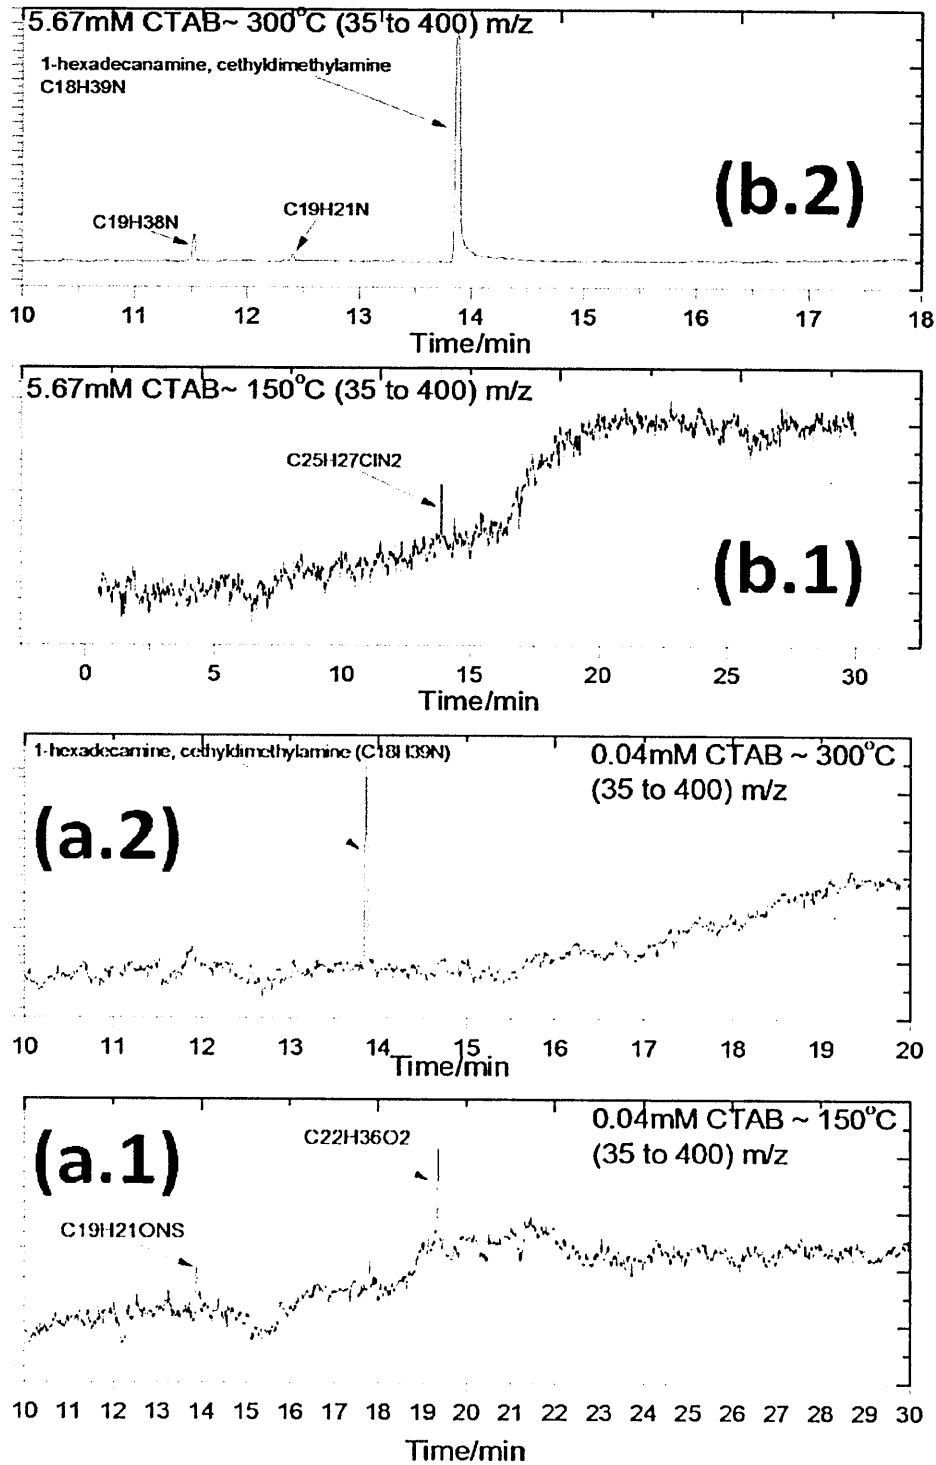 5.67mM CTAB~ 300°C (35 to 400) m/z
1-hexadecanamine, cethyldimethylamine
C18H39N
(b.2)
C19H38N
C19H21N
10 11 12 13 14 15 16 17 18
Time/min
5.67mM CTAB~ 150°C (35 to 400) m/z
C25H27ClN2
(b.1)
0 5 10 15 20 25 30
Time/min
1-hexadecamine, cethyldimethylamine (C18H39N)
0.04mM CTAB ~ 300°C
(35 to 400) m/z
(a.2)
10 11 12 13 14 15 16 17 18 19 20
Time/min
0.04mM CTAB ~ 150°C
(35 to 400) m/z
C22H36O2
(a.1)
C19H21ONS
10 11 12 13 14 15 16 17 18 19 20 21 22 23 24 25 26 27 28 29 30
Time/min